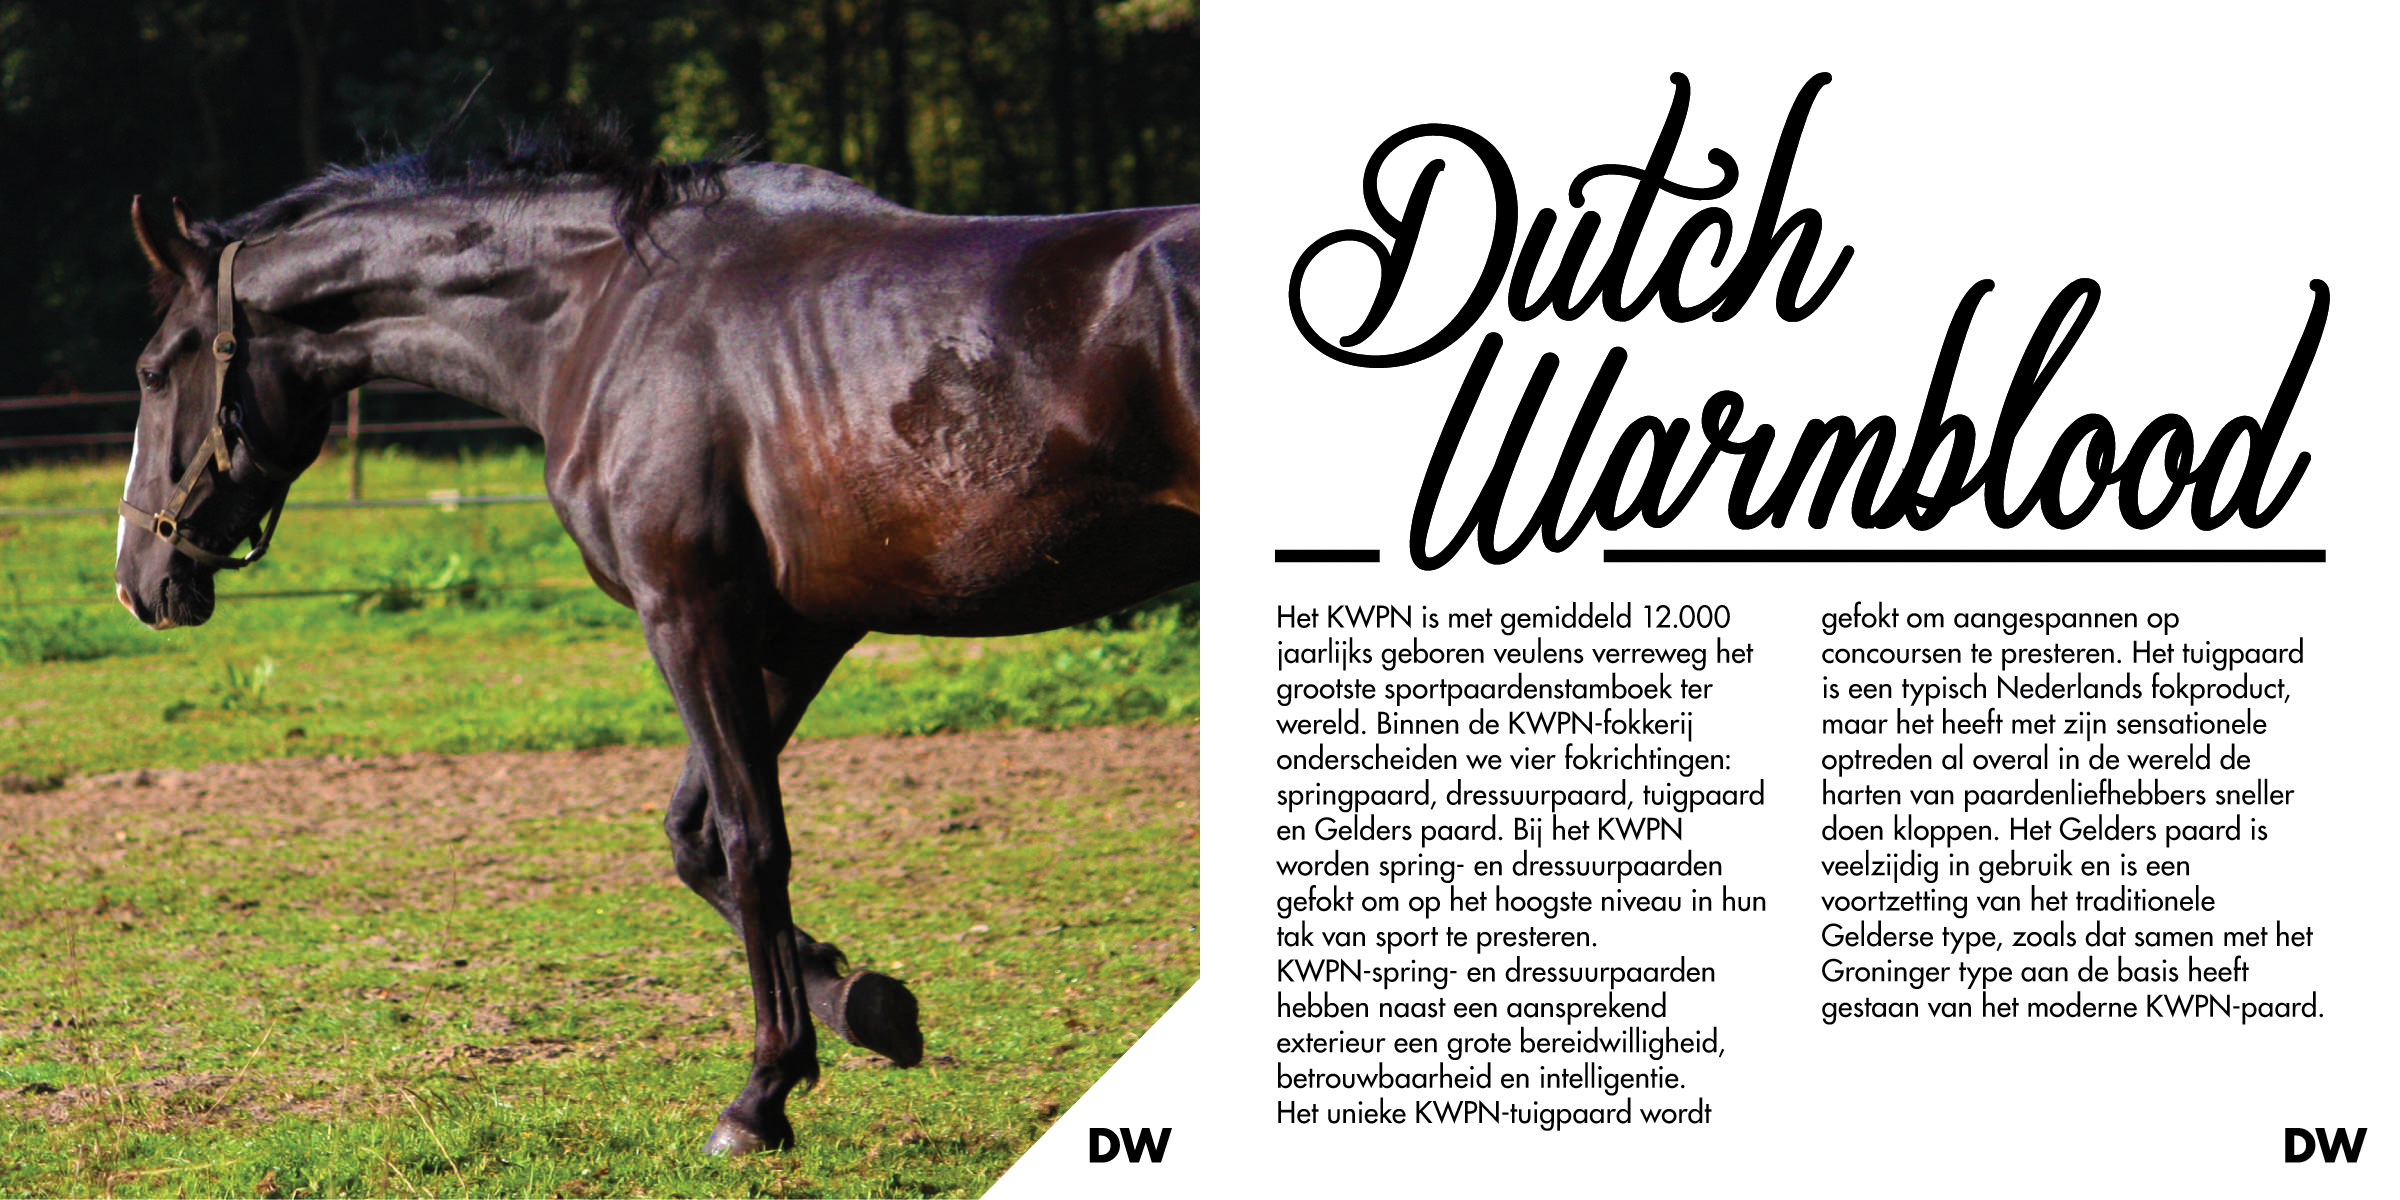 Dutch
Warmblood
Het KWPN is met gemiddeld 12.000
jaarlijks geboren veulens verreweg het
grootste sportpaardenstamboek ter
wereld. Binnen de KWPN-fokkerij
onderscheiden we vier fokrichtingen:
springpaard, dressuurpaard, tuigpaard
en Gelders paard. Bij het KWPN
worden spring- en dressuurpaarden
gefokt om op het hoogste niveau in hun
tak van sport te presteren.
KWPN-spring- en dressuurpaarden
hebben naast een aansprekend
exterieur een grote bereidwilligheid,
betrouwbaarheid en intelligentie.
Het unieke KWPN-tuigpaard wordt
gefokt om aangespannen op
concoursen te presteren. Het tuigpaard
is een typisch Nederlands fokproduct,
maar het heeft met zijn sensationele
optreden al overal in de wereld de
harten van paardenliefhebbers sneller
doen kloppen. Het Gelders paard is
veelzijdig in gebruik en is een
voortzetting van het traditionele
Gelderse type, zoals dat samen met het
Groninger type aan de basis heeft
gestaan van het moderne KWPN-paard.
DW
DW